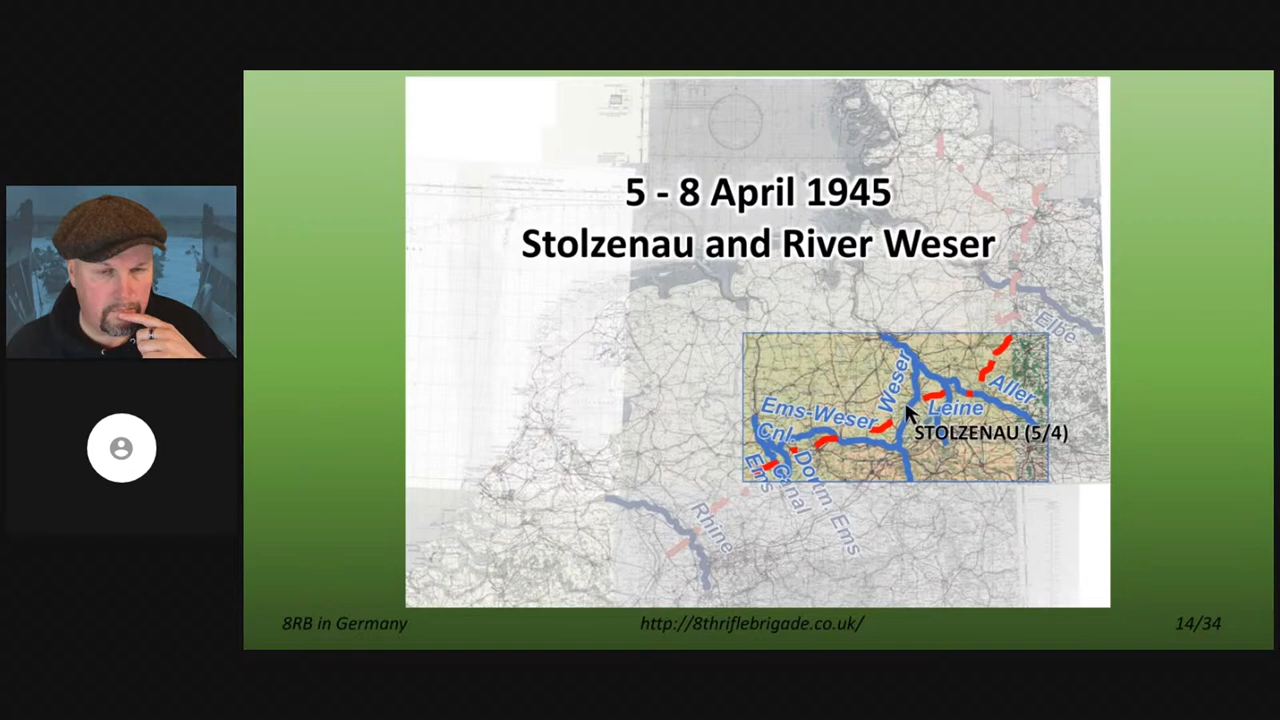 5 - 8 April 1945
Stolzenau and River Weser
Elbe
Weser
Aller
Ems-Weser
Leine
Cnl.
STOLZENAU (5/4)
Ems
Canal
Dortm. Ems
Rhine
8RB in Germany
http://8thriflebrigade.co.uk/
14/34